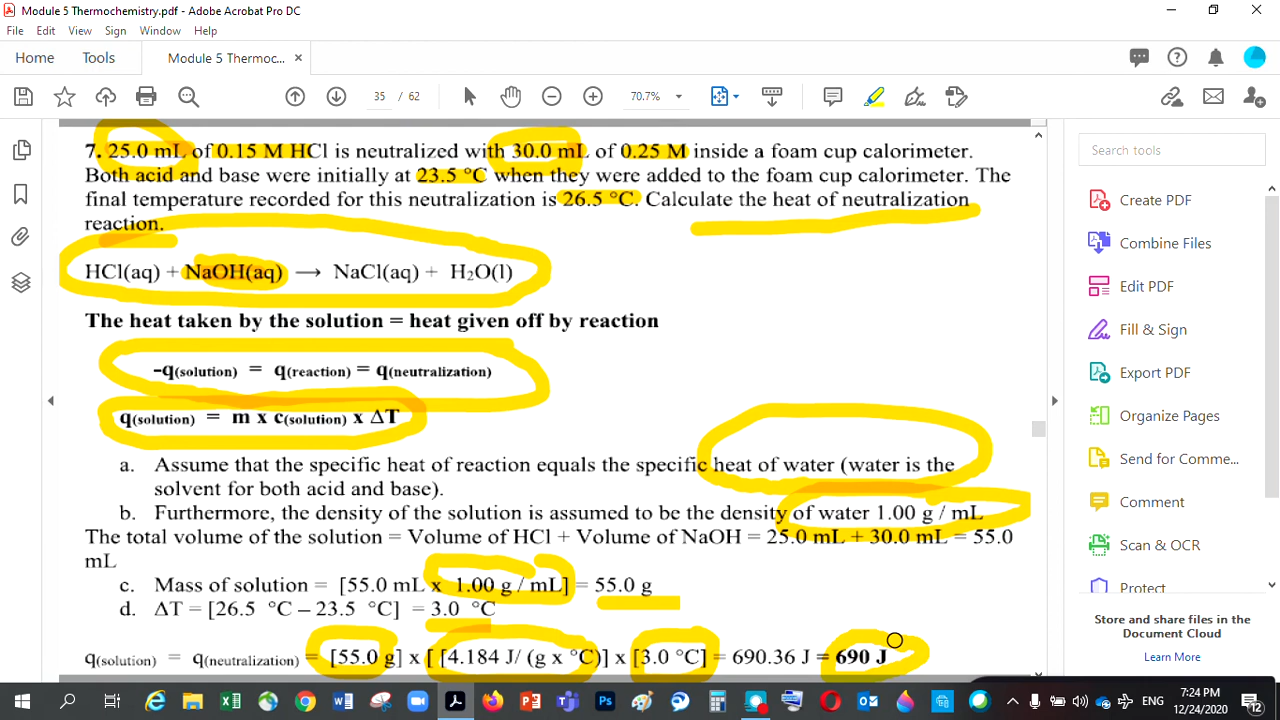 Module 5 Thermochemistry.pdf - Adobe Acrobat Pro DC
File Edit View Sign Window Help
Home Tools Module 5 Thermoc... ×
35 / 62 70.7%
7. 25.0 mL of 0.15 M HCl is neutralized with 30.0 mL of 0.25 M inside a foam cup calorimeter.
Both acid and base were initially at 23.5 °C when they were added to the foam cup calorimeter. The
final temperature recorded for this neutralization is 26.5 °C. Calculate the heat of neutralization
reaction.
HCl(aq) + NaOH(aq) ⟶ NaCl(aq) + H₂O(l)
The heat taken by the solution = heat given off by reaction
-q(solution) = q(reaction) = q(neutralization)
q(solution) = m x c(solution) x ΔT
a. Assume that the specific heat of reaction equals the specific heat of water (water is the
solvent for both acid and base).
b. Furthermore, the density of the solution is assumed to be the density of water 1.00 g / mL
The total volume of the solution = Volume of HCl + Volume of NaOH = 25.0 mL + 30.0 mL = 55.0
mL
c. Mass of solution = [55.0 mL x 1.00 g / mL] = 55.0 g
d. ΔT = [26.5 °C – 23.5 °C] = 3.0 °C
q(solution) = q(neutralization) = [55.0 g] x [ [4.184 J/ (g x °C)] x [3.0 °C] = 690.36 J = 690 J
Search tools
Create PDF
Combine Files
Edit PDF
Fill & Sign
Export PDF
Organize Pages
Send for Comme...
Comment
Scan & OCR
Protect
Store and share files in the
Document Cloud
Learn More
ENG
7:24 PM
12/24/2020
12